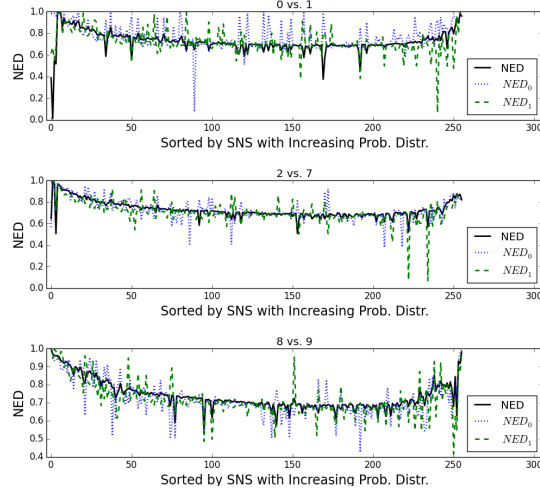 0 vs. 1
1.0
0.8
0.6
0.4
0.2
0.0
NED
0 50 100 150 200 250 300
Sorted by SNS with Increasing Prob. Distr.
NED
NED0
NED1
2 vs. 7
1.0
0.8
0.6
0.4
0.2
0.0
NED
0 50 100 150 200 250 300
Sorted by SNS with Increasing Prob. Distr.
NED
NED0
NED1
8 vs. 9
1.0
0.9
0.8
0.7
0.6
0.5
0.4
NED
0 50 100 150 200 250 300
Sorted by SNS with Increasing Prob. Distr.
NED
NED0
NED1